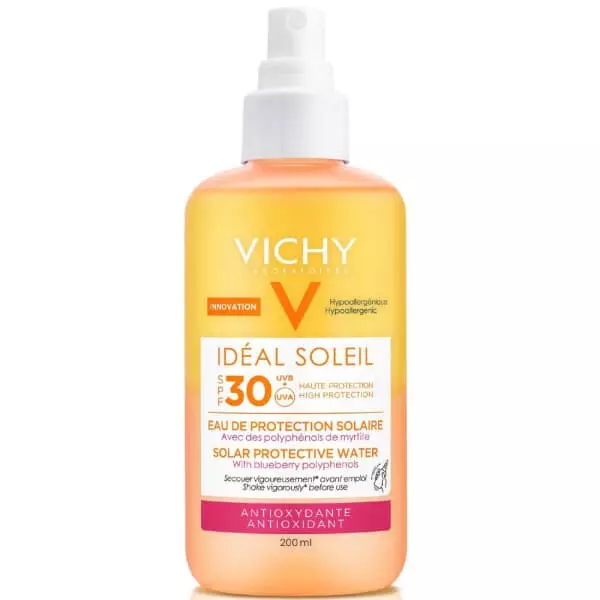 VICHY
LABORATOIRES
INNOVATION
Hypoallergénique
Hypoallergenic
V
IDÉAL SOLEIL
SPF 30 UVB + UVA
HAUTE PROTECTION
HIGH PROTECTION
EAU DE PROTECTION SOLAIRE
Avec des polyphénols de myrtille
SOLAR PROTECTIVE WATER
With blueberry polyphenols
Secouer vigoureusement* avant emploi
Shake vigorously* before use
ANTIOXYDANTE
ANTIOXIDANT
200 ml